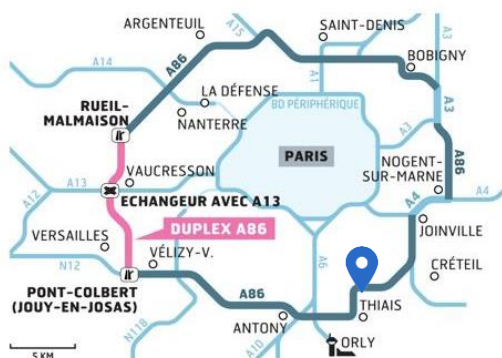 ARGENTEUIL
A15
SAINT-DENIS
A14
A86
BOBIGNY
LA DÉFENSE
A1
BD PÉRIPHÉRIQUE
A3
RUEIL-
MALMAISON
NANTERRE
A3
PARIS
NOGENT-
SUR-MARNE
A86
VAUCRESSON
A13
ECHANGEUR AVEC A13
A12
A4
A4
DUPLEX A86
JOINVILLE
VERSAILLES
VÉLIZY-V.
A6
CRÉTEIL
N12
PONT-COLBERT
(JOUY-EN-JOSAS)
A86
THIAIS
ANTONY
N118
A10
ORLY
5 KM